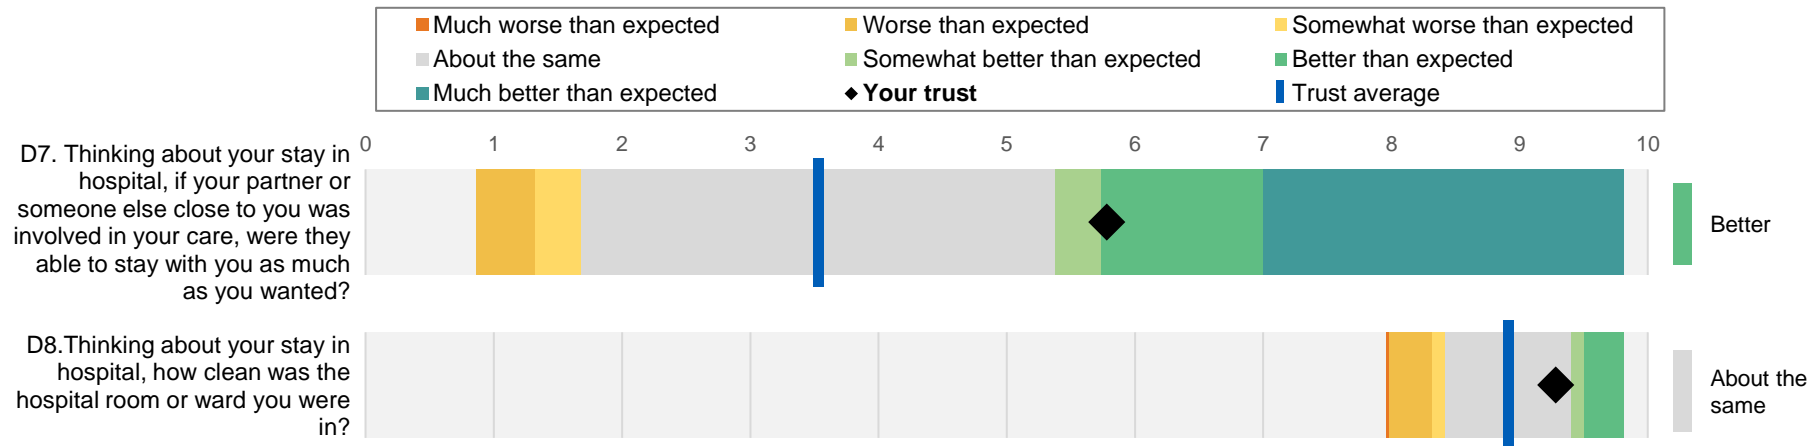 Much worse than expected
Worse than expected
Somewhat worse than expected
About the same
Somewhat better than expected
Better than expected
Much better than expected
Your trust
Trust average
0 1 2 3 4 5 6 7 8 9 10
D7. Thinking about your stay in
hospital, if your partner or
someone else close to you was
involved in your care, were they
able to stay with you as much
as you wanted?
Better
D8.Thinking about your stay in
hospital, how clean was the
hospital room or ward you were
in?
About the
same